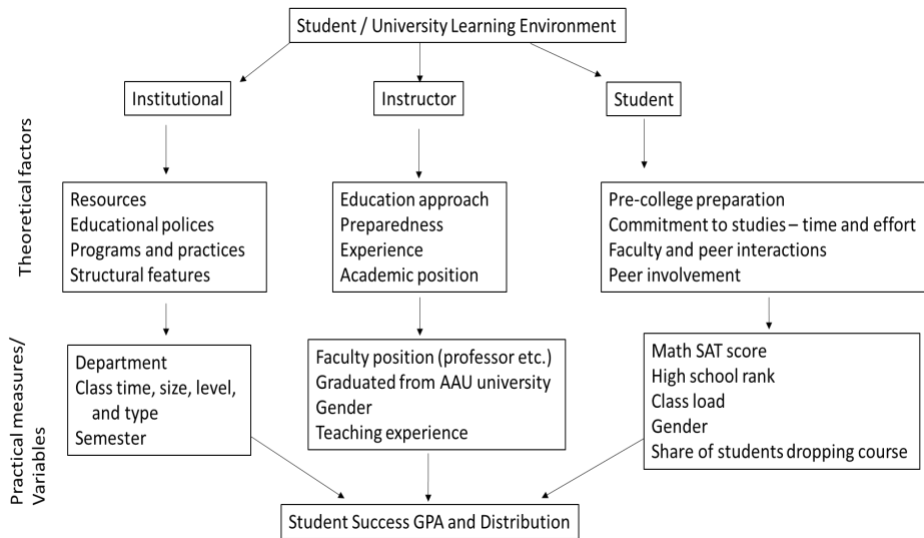 Student / University Learning Environment
Institutional
Instructor
Student
Theoretical factors
Resources
Educational polices
Programs and practices
Structural features
Education approach
Preparedness
Experience
Academic position
Pre-college preparation
Commitment to studies – time and effort
Faculty and peer interactions
Peer involvement
Practical measures/
Variables
Department
Class time, size, level,
and type
Semester
Faculty position (professor etc.)
Graduated from AAU university
Gender
Teaching experience
Math SAT score
High school rank
Class load
Gender
Share of students dropping course
Student Success GPA and Distribution